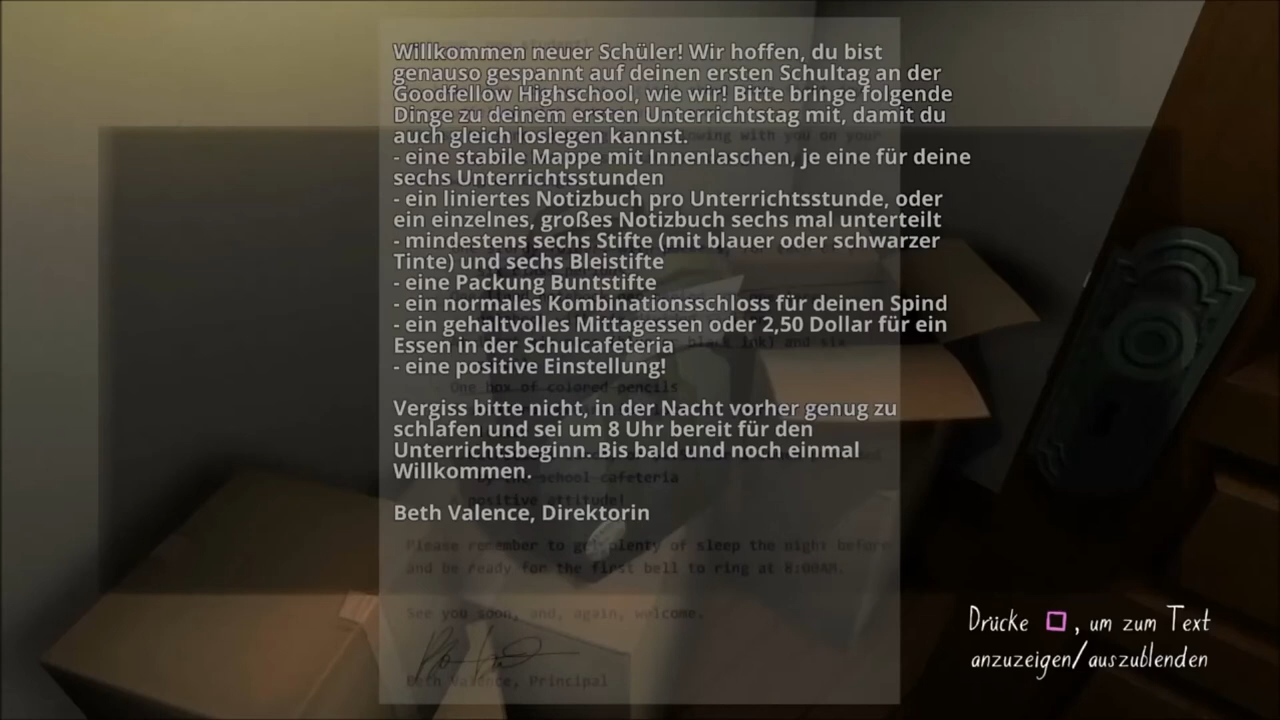 Willkommen neuer Schüler! Wir hoffen, du bist
genauso gespannt auf deinen ersten Schultag an der
Goodfellow Highschool, wie wir! Bitte bringe folgende
Dinge zu deinem ersten Unterrichtstag mit, damit du
auch gleich loslegen kannst.
- eine stabile Mappe mit Innenlaschen, je eine für deine
sechs Unterrichtsstunden
- ein liniertes Notizbuch pro Unterrichtsstunde, oder
ein einzelnes, großes Notizbuch sechs mal unterteilt
- mindestens sechs Stifte (mit blauer oder schwarzer
Tinte) und sechs Bleistifte
- eine Packung Buntstifte
- ein normales Kombinationsschloss für deinen Spind
- ein gehaltvolles Mittagessen oder 2,50 Dollar für ein
Essen in der Schulcafeteria
- eine positive Einstellung!
Vergiss bitte nicht, in der Nacht vorher genug zu
schlafen und sei um 8 Uhr bereit für den
Unterrichtsbeginn. Bis bald und noch einmal
Willkommen.
Beth Valence, Direktorin
One box of colored pencils
school cafeteria
positive attitude!
Please remember to get plenty of sleep the night before
and be ready for the first bell to ring at 8:00AM.
See you soon, and, again, welcome.
Beth Valence, Principal
Drücke , um zum Text
anzuzeigen/auszublenden